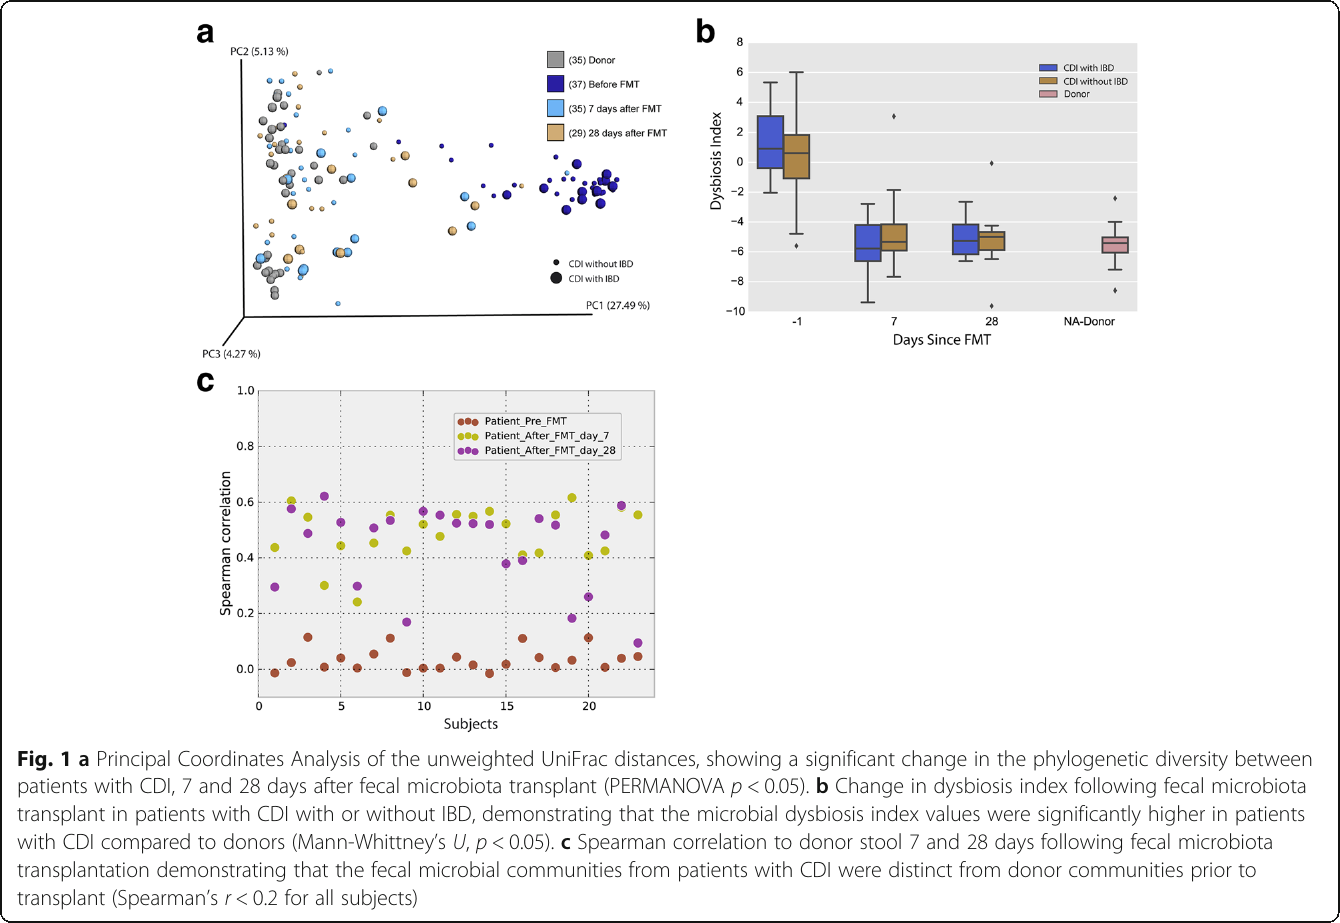 a
PC2 (5.13 %)
(35) Donor
(37) Before FMT
(35) 7 days after FMT
(29) 28 days after FMT
CDI without IBD
CDI with IBD
PC1 (27.49 %)
PC3 (4.27 %)
b
8
6
4
2
0
−2
−4
−6
−8
−10
Dysbiosis Index
CDI with IBD
CDI without IBD
Donor
-1 7 28 NA-Donor
Days Since FMT
c
1.0
0.8
0.6
0.4
0.2
0.0
Spearman correlation
Patient_Pre_FMT
Patient_After_FMT_day_7
Patient_After_FMT_day_28
0 5 10 15 20
Subjects
Fig. 1 a Principal Coordinates Analysis of the unweighted UniFrac distances, showing a significant change in the phylogenetic diversity between
patients with CDI, 7 and 28 days after fecal microbiota transplant (PERMANOVA p < 0.05). b Change in dysbiosis index following fecal microbiota
transplant in patients with CDI with or without IBD, demonstrating that the microbial dysbiosis index values were significantly higher in patients
with CDI compared to donors (Mann-Whittney's U, p < 0.05). c Spearman correlation to donor stool 7 and 28 days following fecal microbiota
transplantation demonstrating that the fecal microbial communities from patients with CDI were distinct from donor communities prior to
transplant (Spearman's r < 0.2 for all subjects)